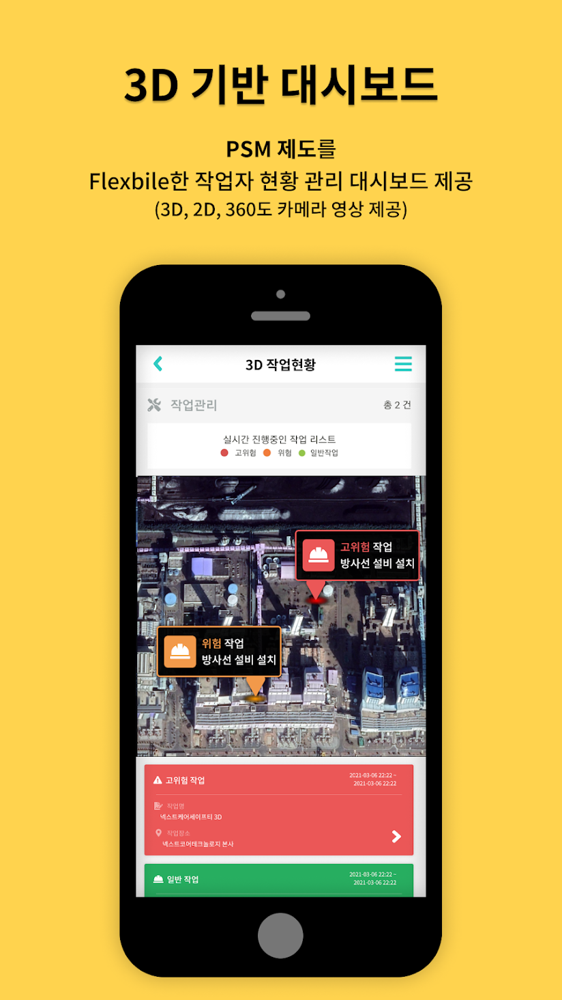 3D 기반 대시보드
PSM 제도를
Flexbile한 작업자 현황 관리 대시보드 제공
(3D, 2D, 360도 카메라 영상 제공)
3D 작업현황
작업관리
총 2 건
실시간 진행중인 작업 리스트
고위험 위험 일반작업
고위험 작업
방사선 설비 설치
위험 작업
방사선 설비 설치
고위험 작업
2021-03-06 22:22 ~
2021-03-06 22:22
작업명
넥스트케어세이프티 3D
작업장소
넥스트코어테크놀로지 본사
일반 작업
2021-03-06 22:22 ~
2021-03-06 22:22